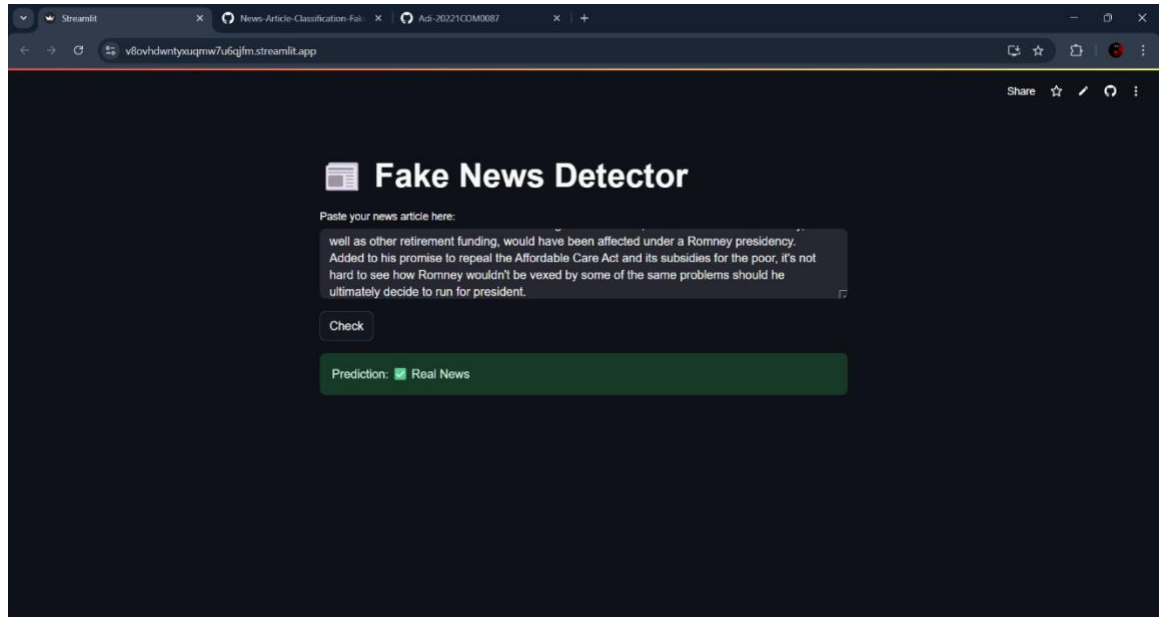 Streamlit
News-Article-Classification-Fak
Adi-20221COM0087
v8ovhdwntyxuqmw7u6qjfm.streamlit.app
Share
Fake News Detector
Paste your news article here:
well as other retirement funding, would have been affected under a Romney presidency.
Added to his promise to repeal the Affordable Care Act and its subsidies for the poor, it's not
hard to see how Romney wouldn't be vexed by some of the same problems should he
ultimately decide to run for president.
Check
Prediction: ✅ Real News